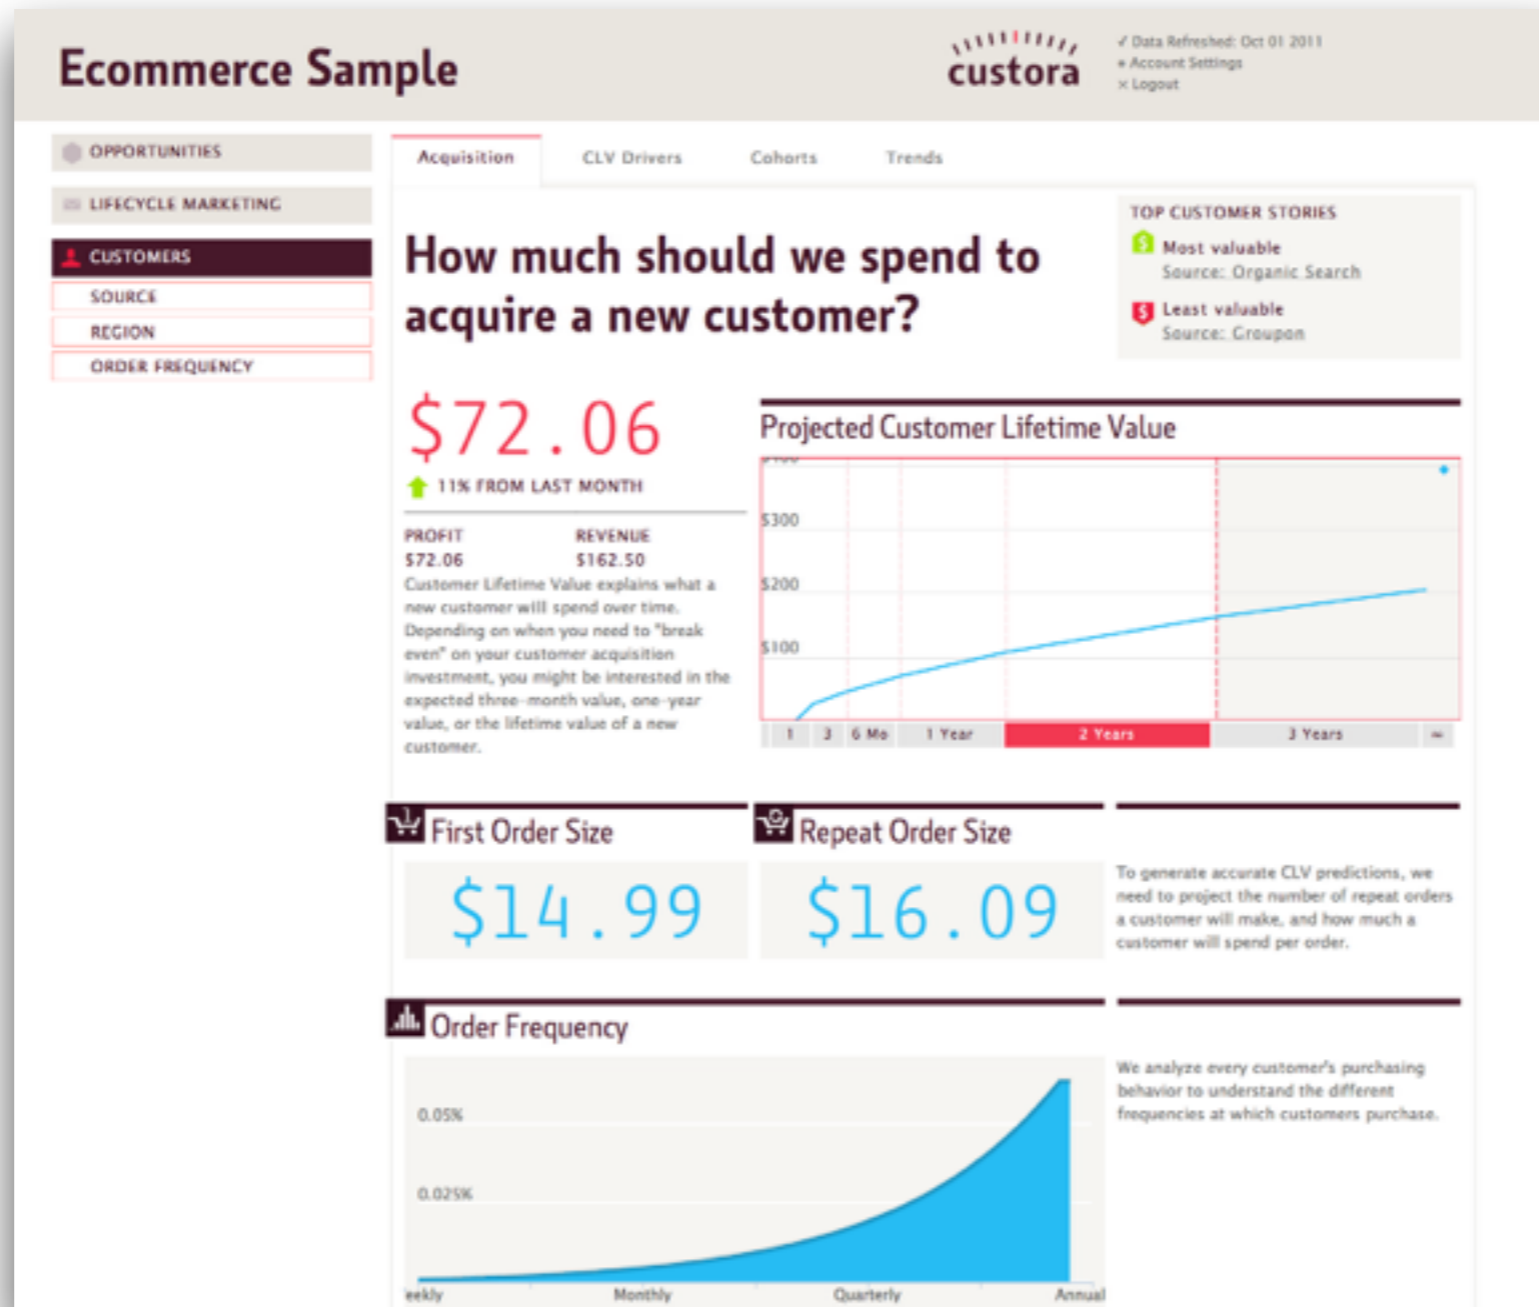 Ecommerce Sample
custora
✓ Data Refreshed: Oct 01 2011
Account Settings
× Logout
OPPORTUNITIES
LIFECYCLE MARKETING
CUSTOMERS
SOURCE
REGION
ORDER FREQUENCY
Acquisition CLV Drivers Cohorts Trends
How much should we spend to
acquire a new customer?
TOP CUSTOMER STORIES
$ Most valuable
Source: Organic Search
$ Least valuable
Source: Groupon
$72.06
11% FROM LAST MONTH
PROFIT REVENUE
$72.06 $162.50
Customer Lifetime Value explains what a
new customer will spend over time.
Depending on when you need to "break
even" on your customer acquisition
investment, you might be interested in the
expected three-month value, one-year
value, or the lifetime value of a new
customer.
Projected Customer Lifetime Value
$300
$200
$100
1 3 6 Mo 1 Year 2 Years 3 Years ∞
First Order Size
$14.99
Repeat Order Size
$16.09
To generate accurate CLV predictions, we
need to project the number of repeat orders
a customer will make, and how much a
customer will spend per order.
Order Frequency
0.05%
0.025%
eekly Monthly Quarterly Annual
We analyze every customer's purchasing
behavior to understand the different
frequencies at which customers purchase.